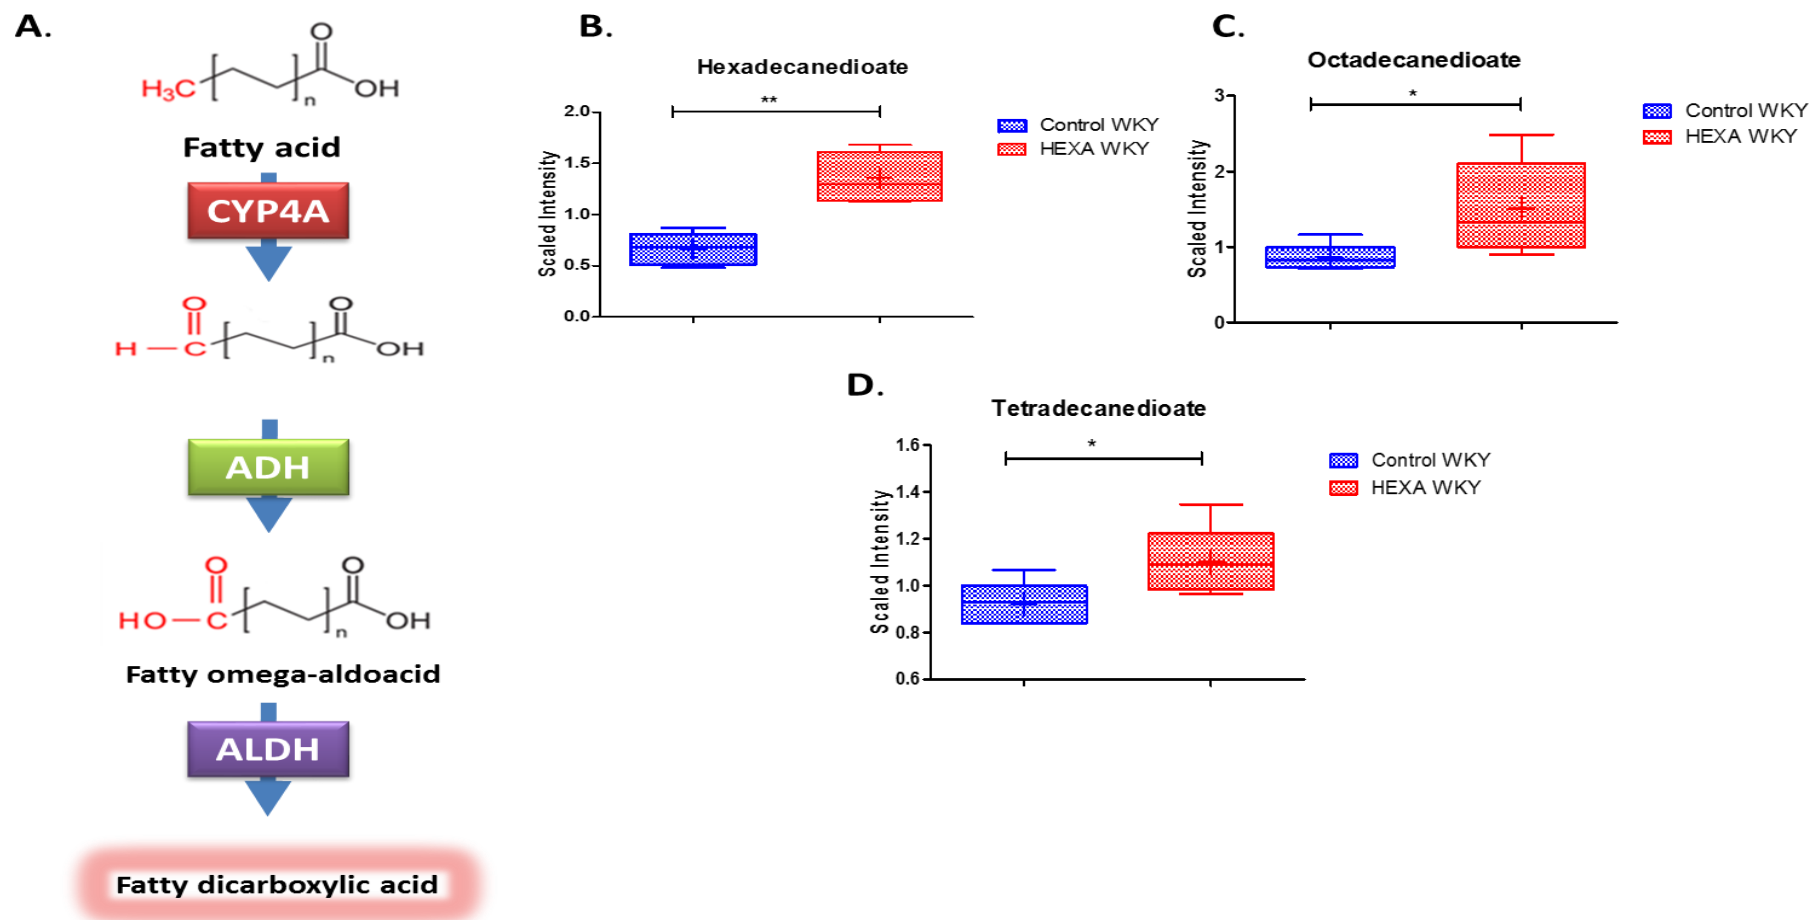 A.
O
H₃C
OH
n
Fatty acid
CYP4A
O
O
H
C
OH
n
ADH
O
O
HO
C
OH
n
Fatty omega-aldoacid
ALDH
Fatty dicarboxylic acid
B.
Hexadecanedioate
**
2.0
1.5
1.0
0.5
0.0
Scaled Intensity
Control WKY
HEXA WKY
C.
Octadecanedioate
*
3
2
1
0
Scaled Intensity
Control WKY
HEXA WKY
D.
Tetradecanedioate
*
1.6
1.4
1.2
1.0
0.8
0.6
Scaled Intensity
Control WKY
HEXA WKY